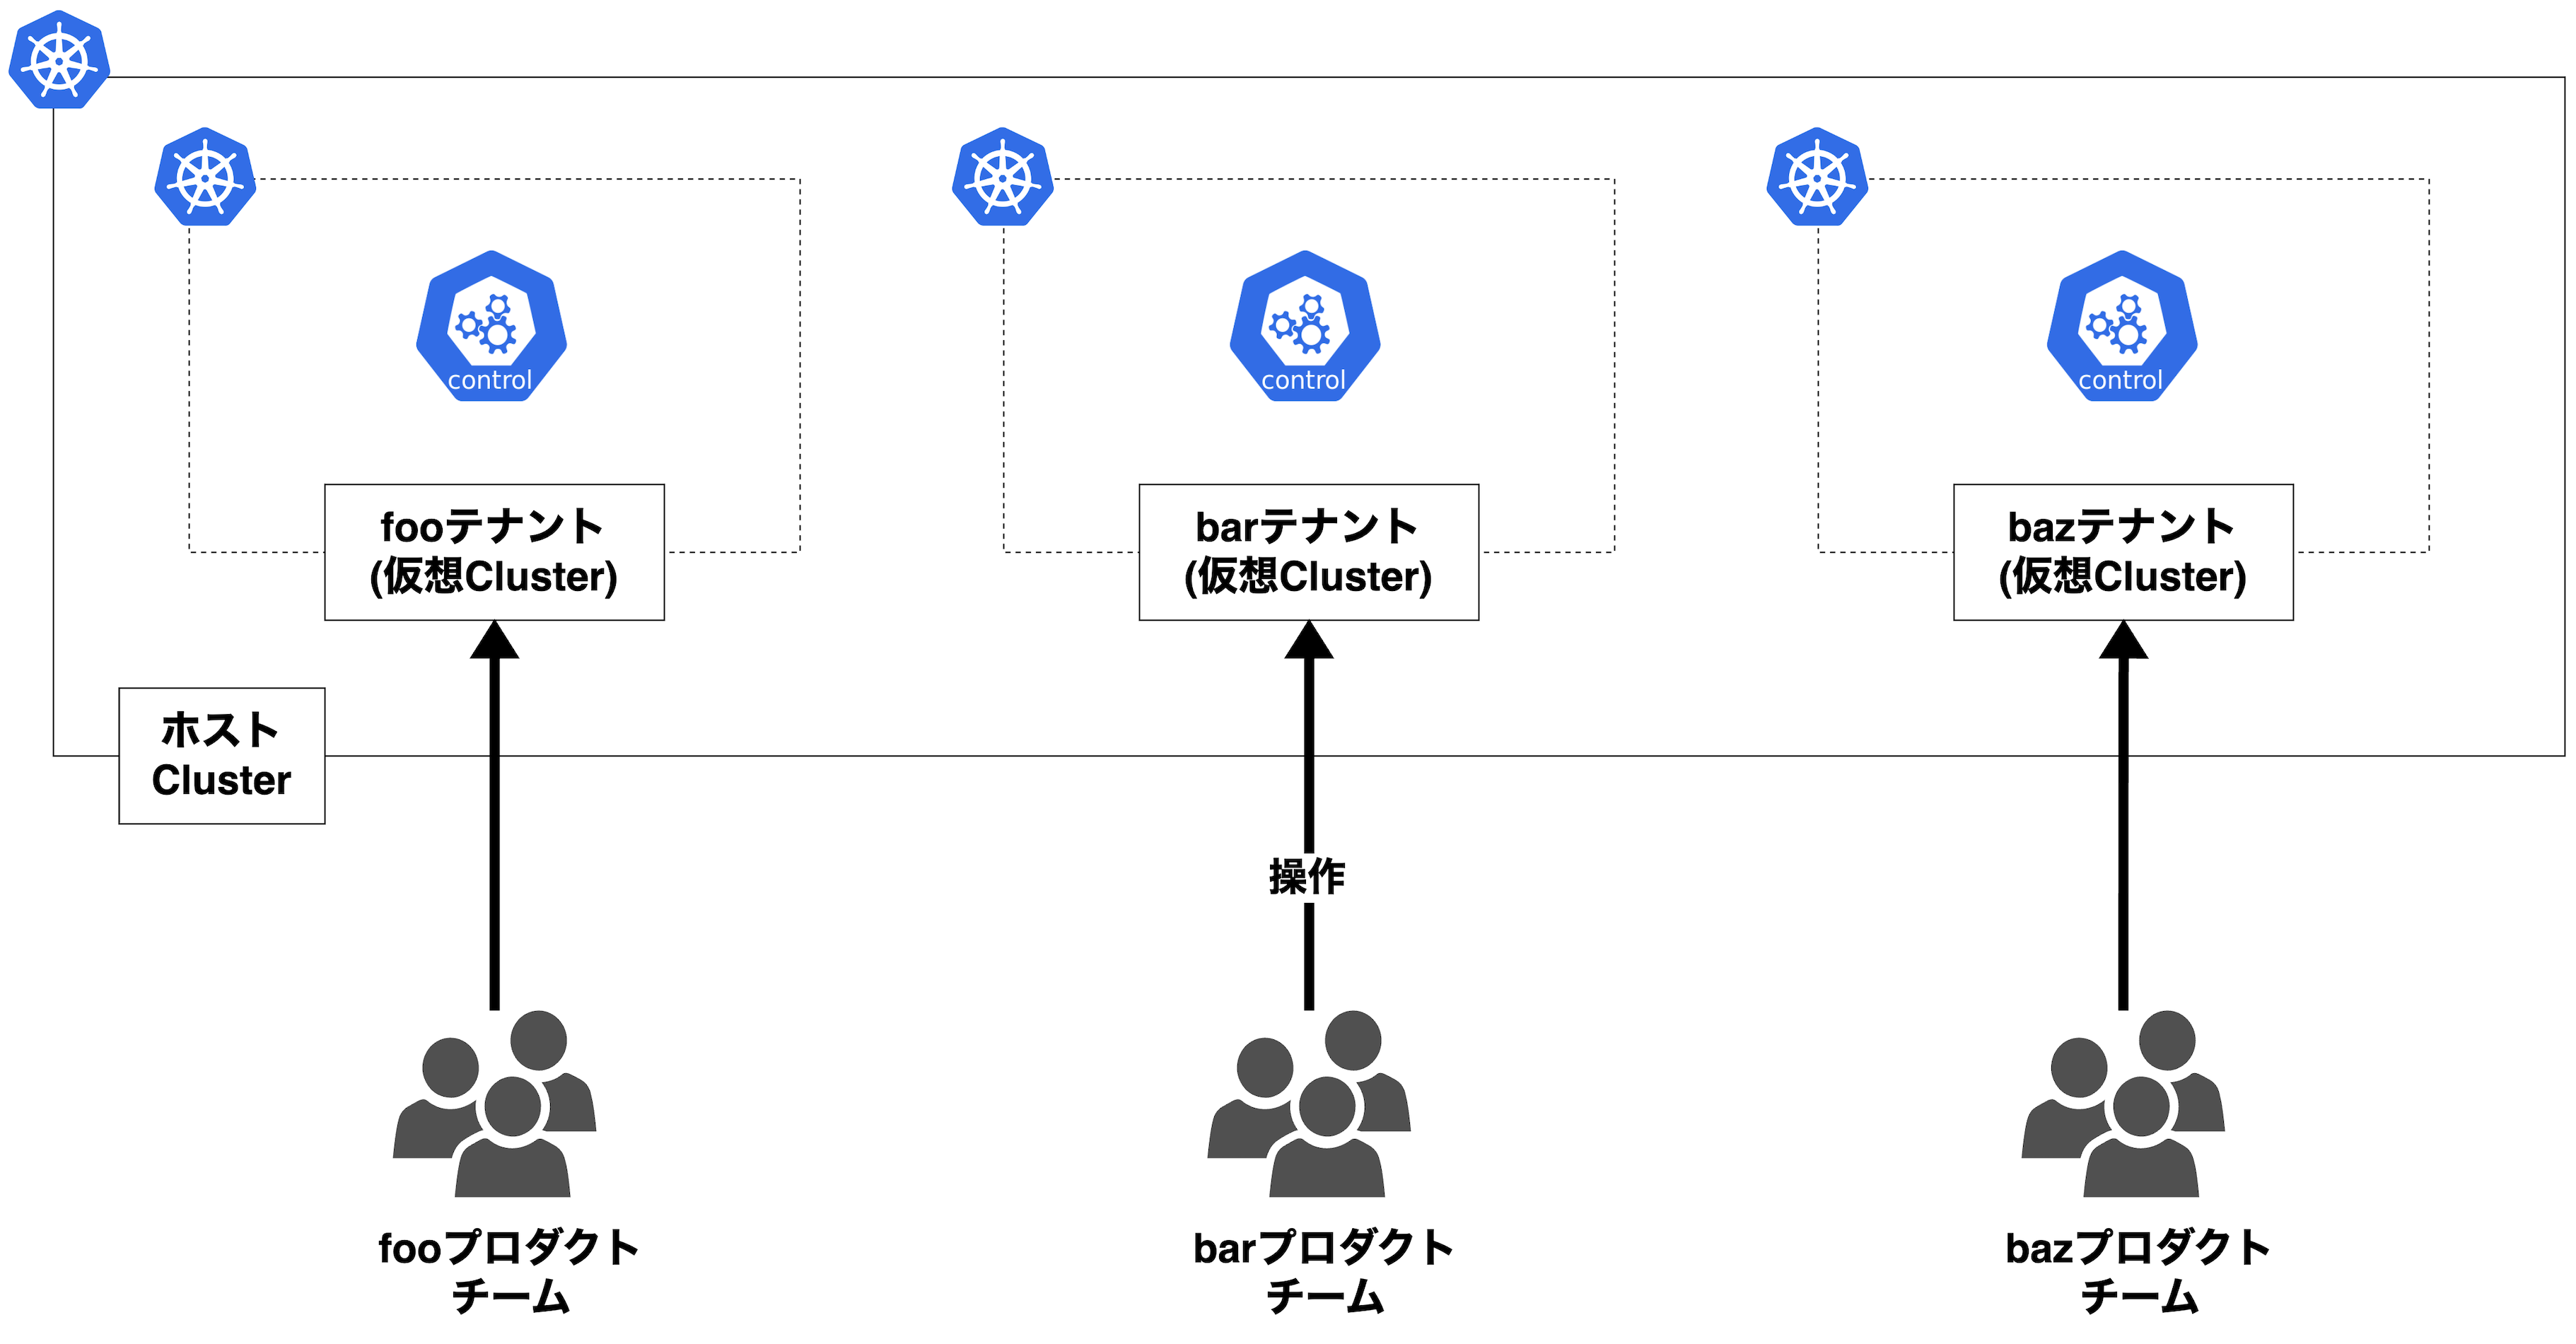 control
control
control
fooテナント
(仮想Cluster)
barテナント
(仮想Cluster)
bazテナント
(仮想Cluster)
ホスト
Cluster
操作
fooプロダクト
チーム
barプロダクト
チーム
bazプロダクト
チーム